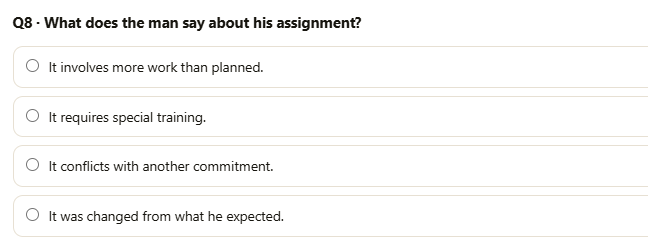 Q8 · What does the man say about his assignment?
It involves more work than planned.
It requires special training.
It conflicts with another commitment.
It was changed from what he expected.